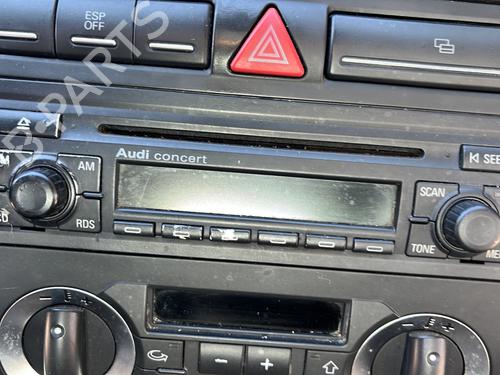 ESP
OFF
B-PARTS
Audi concert
SEE
AM
SCAN
RDS
TONE
- +
- +
- +